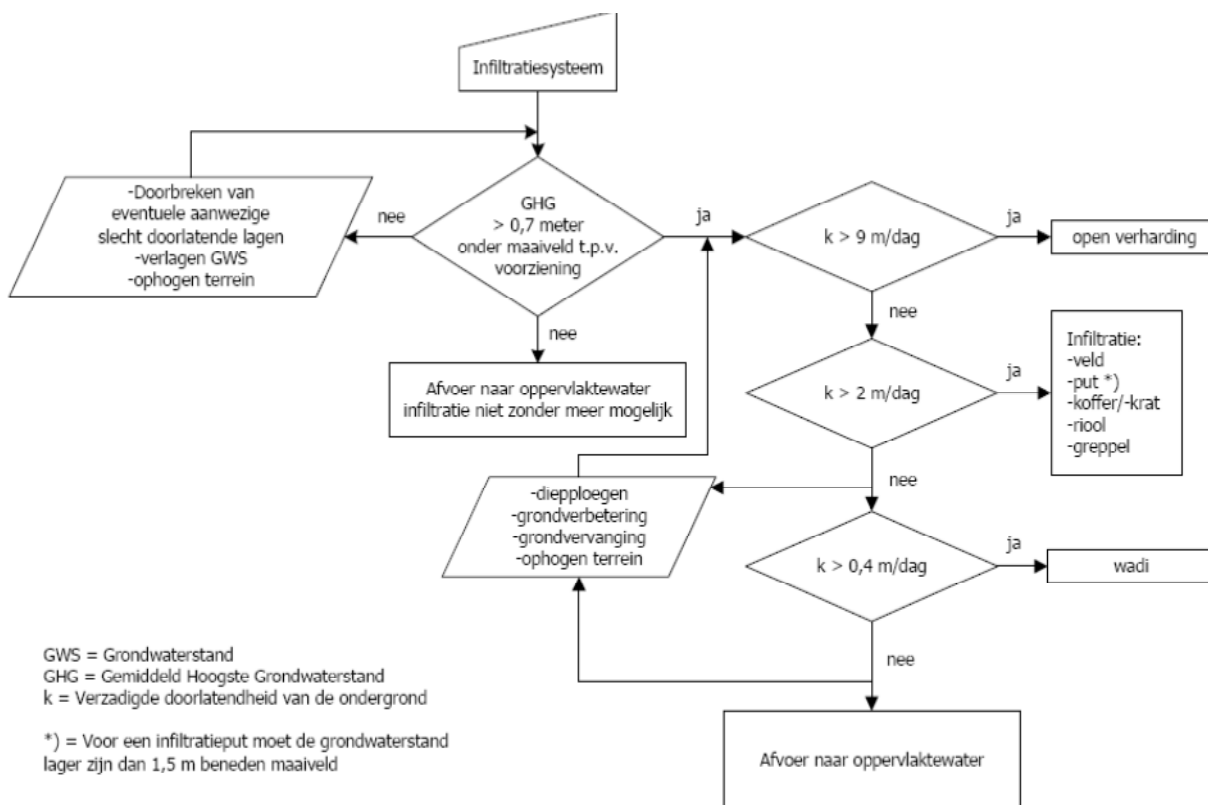 Infiltratiesysteem
-Doorbreken van
eventuele aanwezige
slecht doorlatende lagen
-verlagen GWS
-ophogen terrein
nee
GHG
> 0,7 meter
onder maaiveld t.p.v.
voorziening
ja
k > 9 m/dag
ja
open verharding
nee
nee
Afvoer naar oppervlaktewater
infiltratie niet zonder meer mogelijk
k > 2 m/dag
ja
Infiltratie:
-veld
-put *)
-koffer/-krat
-riool
-greppel
nee
-diepploegen
-grondverbetering
-grondvervanging
-ophogen terrein
k > 0,4 m/dag
ja
wadi
nee
Afvoer naar oppervlaktewater
GWS = Grondwaterstand
GHG = Gemiddeld Hoogste Grondwaterstand
k = Verzadigde doorlatendheid van de ondergrond
*) = Voor een infiltratieput moet de grondwaterstand
lager zijn dan 1,5 m beneden maaiveld